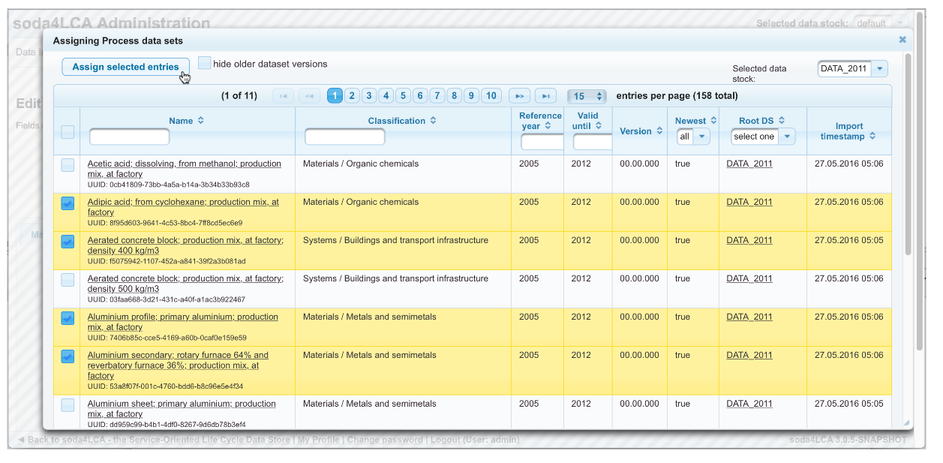 soda4LCA Administration
Selected data stock: default
Assigning Process data sets
Assign selected entries
hide older dataset versions
Selected data stock:
DATA_2011
(1 of 11) 1 2 3 4 5 6 7 8 9 10 15 entries per page (158 total)
Name Classification Reference year Valid until Version Newest Root DS Import timestamp
all select one
Acetic acid; dissolving, from methanol; production mix, at factory
UUID: 0cb41809-73bb-4a5a-b14a-3b34b33b93c8
Materials / Organic chemicals 2005 2012 00.00.000 true DATA_2011 27.05.2016 05:06
Adipic acid; from cyclohexane; production mix, at factory
UUID: 8f95d603-9641-4c53-8bc4-7ff8cd5ec6e9
Materials / Organic chemicals 2005 2012 00.00.000 true DATA_2011 27.05.2016 05:06
Aerated concrete block; production mix, at factory; density 400 kg/m3
UUID: f5075942-1107-452a-a841-39f2a3b081ad
Systems / Buildings and transport infrastructure 2005 2012 00.00.000 true DATA_2011 27.05.2016 05:05
Aerated concrete block; production mix, at factory; density 500 kg/m3
UUID: 03faa668-3d21-431c-a40f-a1ac3b922467
Systems / Buildings and transport infrastructure 2005 2012 00.00.000 true DATA_2011 27.05.2016 05:06
Aluminium profile; primary aluminium; production mix, at factory
UUID: 7406b85c-cce5-4169-a60b-0caf0e159e59
Materials / Metals and semimetals 2005 2012 00.00.000 true DATA_2011 27.05.2016 05:06
Aluminium secondary; rotary furnace 64% and reverbatory furnace 36%; production mix, at factory
UUID: 53a8f07f-001c-4760-bdd6-b8c96e5e4f34
Materials / Metals and semimetals 2005 2012 00.00.000 true DATA_2011 27.05.2016 05:06
Aluminium sheet; primary aluminium; production mix, at factory
UUID: dd959c99-b4b1-4df0-8267-9d6db78b3ef4
Materials / Metals and semimetals 2005 2012 00.00.000 true DATA_2011 27.05.2016 05:05
Back to soda4LCA - the Service-Oriented Life Cycle Data Store | My Profile | Change password | Logout (User: admin)
soda4LCA 3.0.5-SNAPSHOT